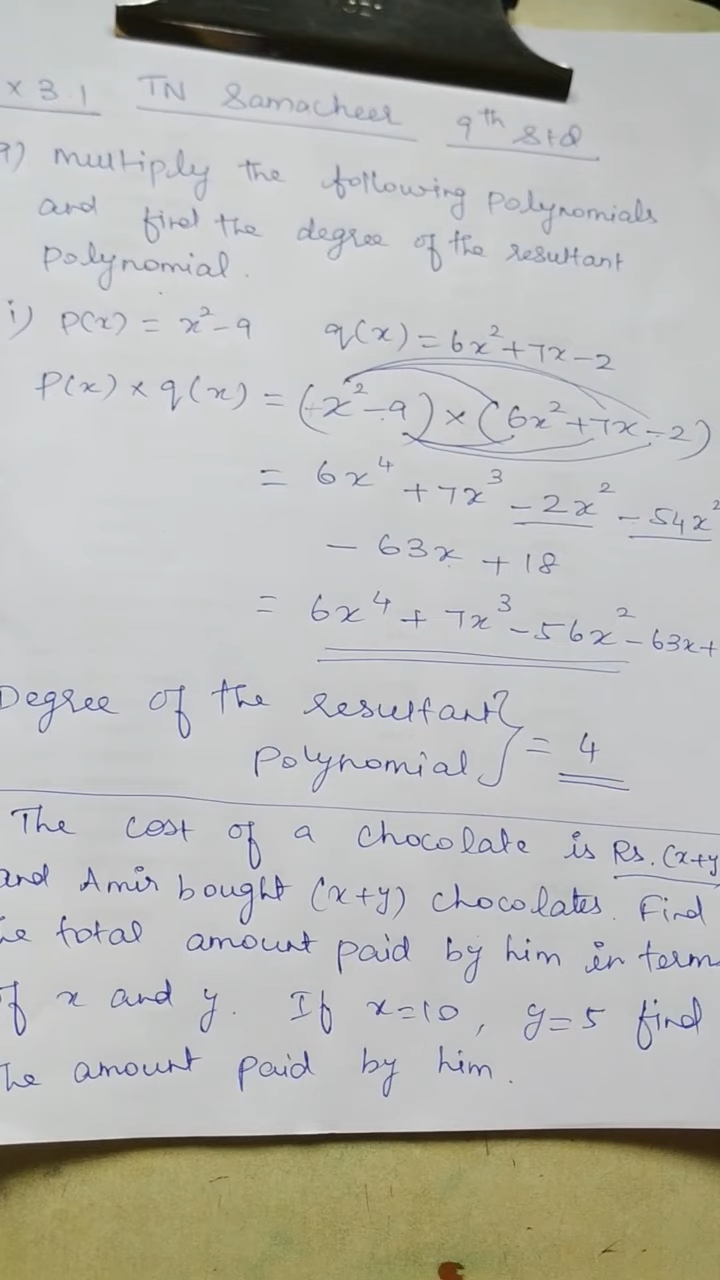 x 3.1 TN Samacheer 9th Std
9) Multiply the following polynomials
and find the degree of the resultant
polynomial.
i) P(x) = x²-9 q(x) = 6x²+7x-2
P(x) × q(x) = (x²-9) × (6x²+7x-2)
= 6x⁴ + 7x³ - 2x² - 54x²
- 63x + 18
= 6x⁴ + 7x³ - 56x² - 63x +
Degree of the resultant
polynomial } = 4
The cost of a chocolate is Rs. (x+y
and Amir bought (x+y) chocolates. Find
he total amount paid by him in term
of x and y. If x=10, y=5 find
The amount paid by him.